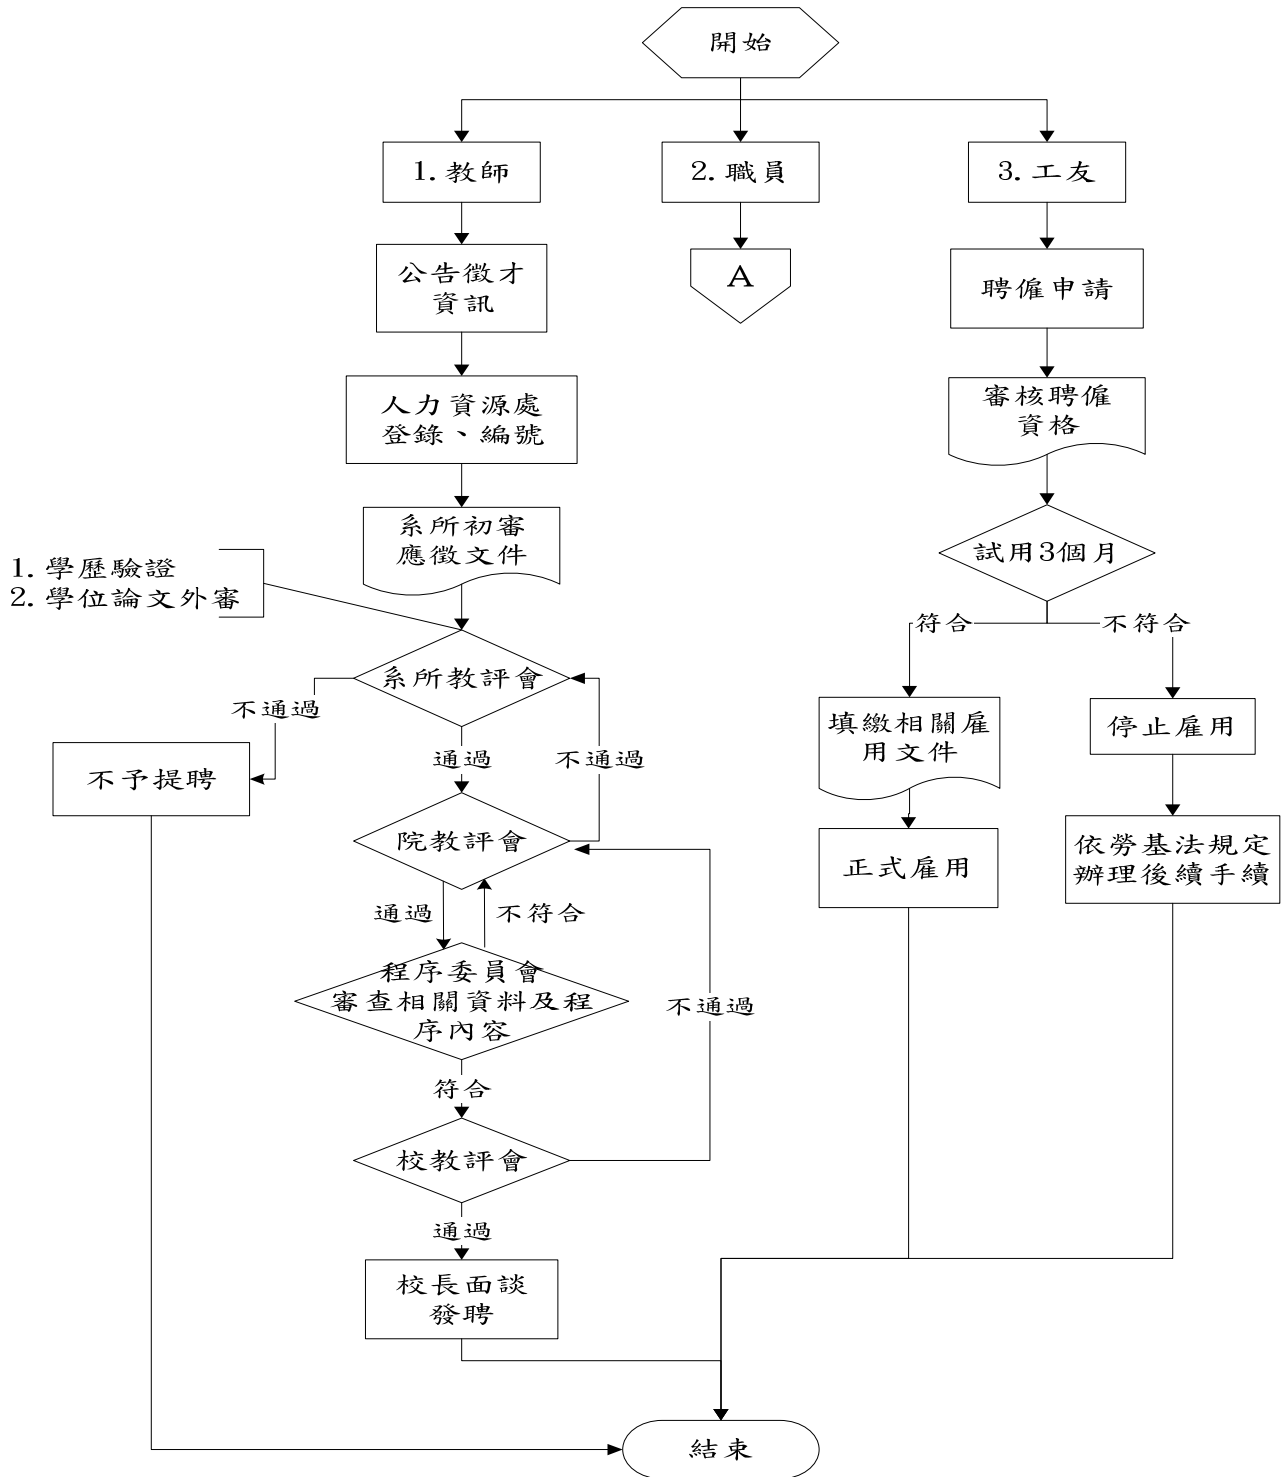 開始
1. 教師
2. 職員
3. 工友
公告徵才
資訊
A
聘僱申請
人力資源處
登錄、編號
審核聘僱
資格
系所初審
應徵文件
1. 學歷驗證
2. 學位論文外審
試用3個月
符合
不符合
系所教評會
不通過
通過
不通過
不予提聘
填繳相關雇
用文件
停止雇用
院教評會
正式雇用
依勞基法規定
辦理後續手續
通過
不符合
程序委員會
審查相關資料及程
序內容
不通過
符合
校教評會
通過
校長面談
發聘
結束